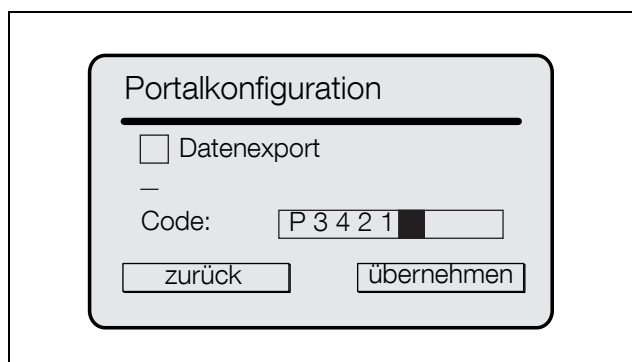 Portalkonfiguration
Datenexport
_
Code: P 3 4 2 1
zurück übernehmen